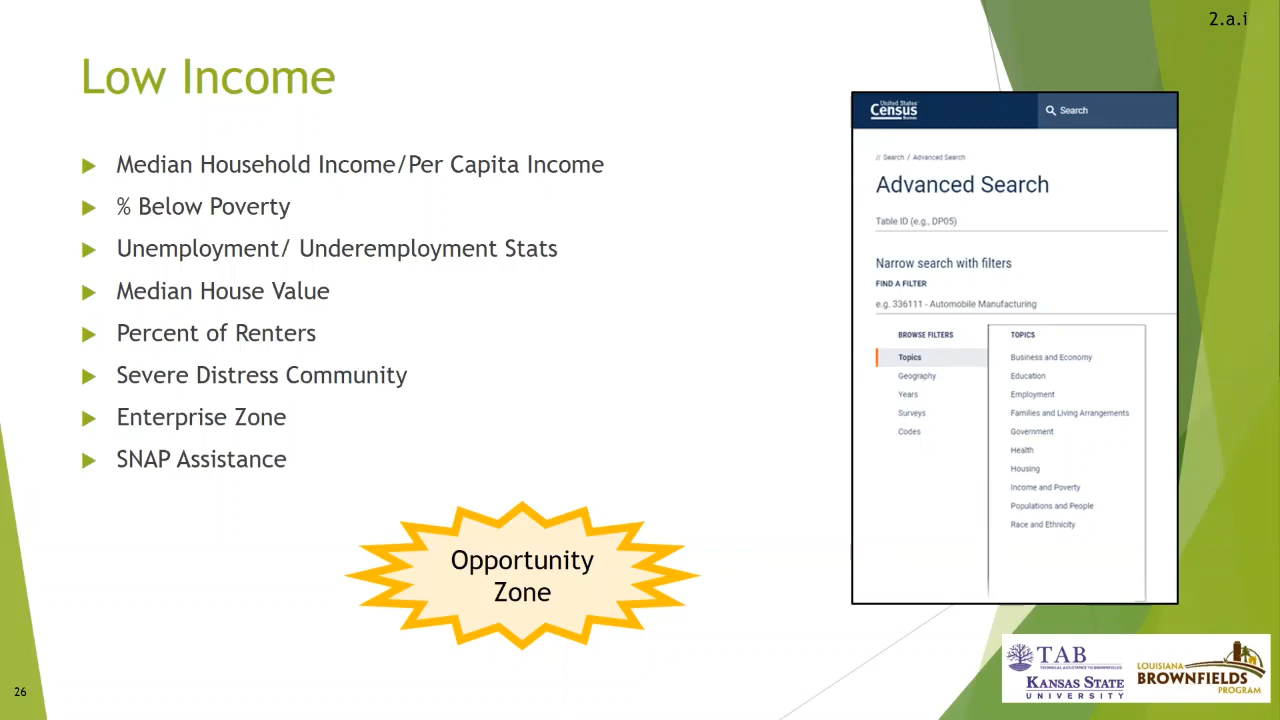 2.a.i
Low Income
Median Household Income/Per Capita Income
% Below Poverty
Unemployment/ Underemployment Stats
Median House Value
Percent of Renters
Severe Distress Community
Enterprise Zone
SNAP Assistance
Opportunity
Zone
United States
Census
Bureau
Search
// Search / Advanced Search
Advanced Search
Table ID (e.g., DP05)
Narrow search with filters
FIND A FILTER
e.g. 336111 - Automobile Manufacturing
BROWSE FILTERS
Topics
Geography
Years
Surveys
Codes
TOPICS
Business and Economy
Education
Employment
Families and Living Arrangements
Government
Health
Housing
Income and Poverty
Populations and People
Race and Ethnicity
26
TAB
TECHNICAL ASSISTANCE TO BROWNFIELDS
KANSAS STATE
UNIVERSITY
LOUISIANA
BROWNFIELDS
PROGRAM